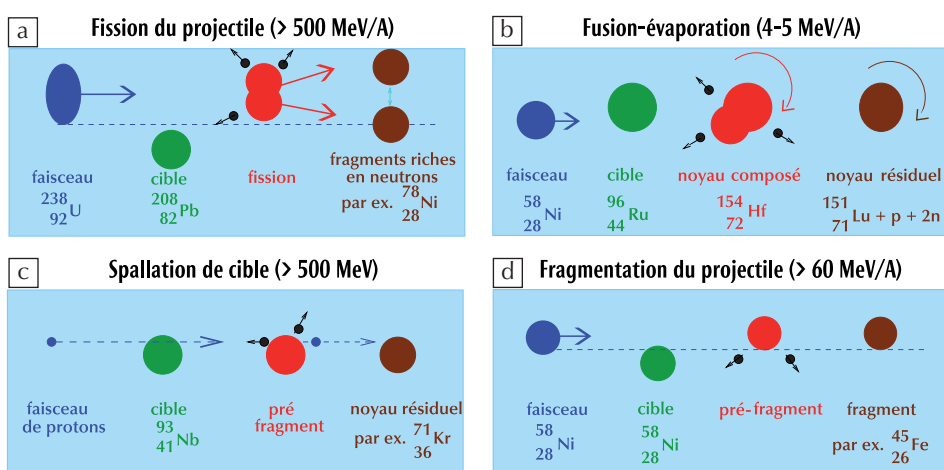 a
Fission du projectile (> 500 MeV/A)
faisceau
238
92 U
cible
208
82 Pb
fission
fragments riches
en neutrons
par ex. 78
28 Ni
b
Fusion-évaporation (4-5 MeV/A)
faisceau
58
28 Ni
cible
96
44 Ru
noyau composé
154
72 Hf
noyau résiduel
151
71 Lu + p + 2n
c
Spallation de cible (> 500 MeV)
faisceau
de protons
cible
93
41 Nb
pré
fragment
noyau résiduel
par ex. 71
36 Kr
d
Fragmentation du projectile (> 60 MeV/A)
faisceau
58
28 Ni
cible
58
28 Ni
pré-fragment
fragment
par ex. 45
26 Fe